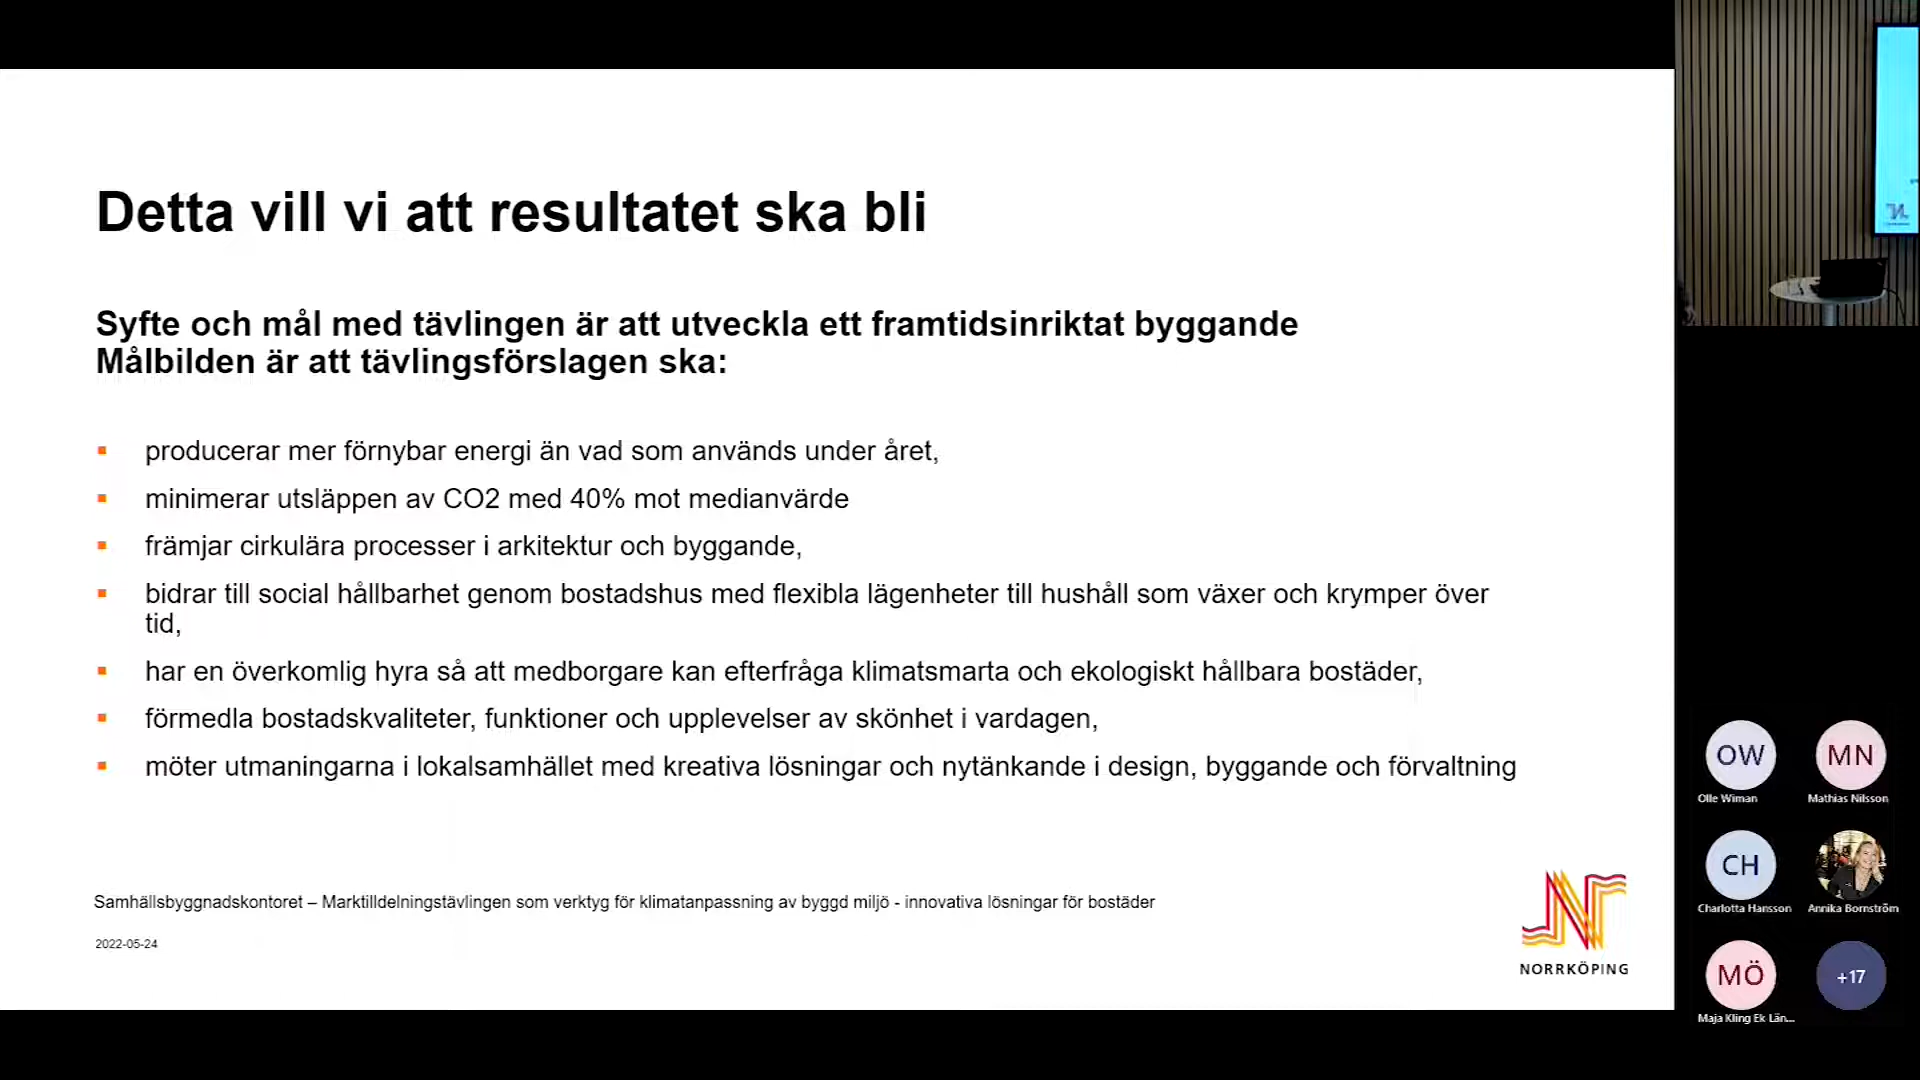 Detta vill vi att resultatet ska bli
Syfte och mål med tävlingen är att utveckla ett framtidsinriktat byggande
Målbilden är att tävlingsförslagen ska:
producerar mer förnybar energi än vad som används under året,
minimerar utsläppen av CO2 med 40% mot medianvärde
främjar cirkulära processer i arkitektur och byggande,
bidrar till social hållbarhet genom bostadshus med flexibla lägenheter till hushåll som växer och krymper över
tid,
har en överkomlig hyra så att medborgare kan efterfråga klimatsmarta och ekologiskt hållbara bostäder,
förmedla bostadskvaliteter, funktioner och upplevelser av skönhet i vardagen,
möter utmaningarna i lokalsamhället med kreativa lösningar och nytänkande i design, byggande och förvaltning
Samhällsbyggnadskontoret – Marktilldelningstävlingen som verktyg för klimatanpassning av byggd miljö - innovativa lösningar för bostäder
2022-05-24
NORRKÖPING
OW
MN
Olle Wiman
Mathias Nilsson
CH
Charlotta Hansson
Annika Bornström
MÖ
+17
Maja Kling Ek Län...